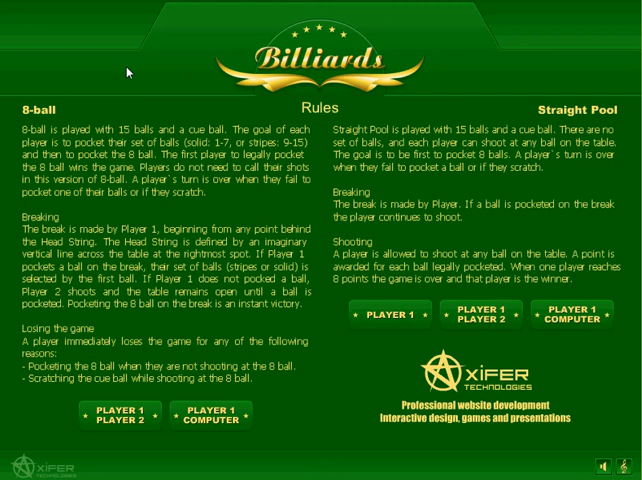 Billiards
Rules
8-ball
8-ball is played with 15 balls and a cue ball. The goal of each
player is to pocket their set of balls (solid: 1-7, or stripes: 9-15)
and then to pocket the 8 ball. The first player to legally pocket
the 8 ball wins the game. Players do not need to call their shots
in this version of 8-ball. A player`s turn is over when they fail to
pocket one of their balls or if they scratch.
Breaking
The break is made by Player 1, beginning from any point behind
the Head String. The Head String is defined by an imaginary
vertical line across the table at the rightmost spot. If Player 1
pockets a ball on the break, their set of balls (stripes or solid) is
selected by the first ball. If Player 1 does not pocked a ball,
Player 2 shoots and the table remains open until a ball is
pocketed. Pocketing the 8 ball on the break is an instant victory.
Losing the game
A player immediately loses the game for any of the following
reasons:
- Pocketing the 8 ball when they are not shooting at the 8 ball.
- Scratching the cue ball while shooting at the 8 ball.
PLAYER 1
PLAYER 2
PLAYER 1
COMPUTER
Straight Pool
Straight Pool is played with 15 balls and a cue ball. There are no
set of balls, and each player can shoot at any ball on the table.
The goal is to be first to pocket 8 balls. A player`s turn is over
when they fail to pocket a ball or if they scratch.
Breaking
The break is made by Player. If a ball is pocketed on the break
the player continues to shoot.
Shooting
A player is allowed to shoot at any ball on the table. A point is
awarded for each ball legally pocketed. When one player reaches
8 points the game is over and that player is the winner.
PLAYER 1
PLAYER 1
PLAYER 2
PLAYER 1
COMPUTER
AXIFER
TECHNOLOGIES
Professional website development
Interactive design, games and presentations
AXIFER
TECHNOLOGIES